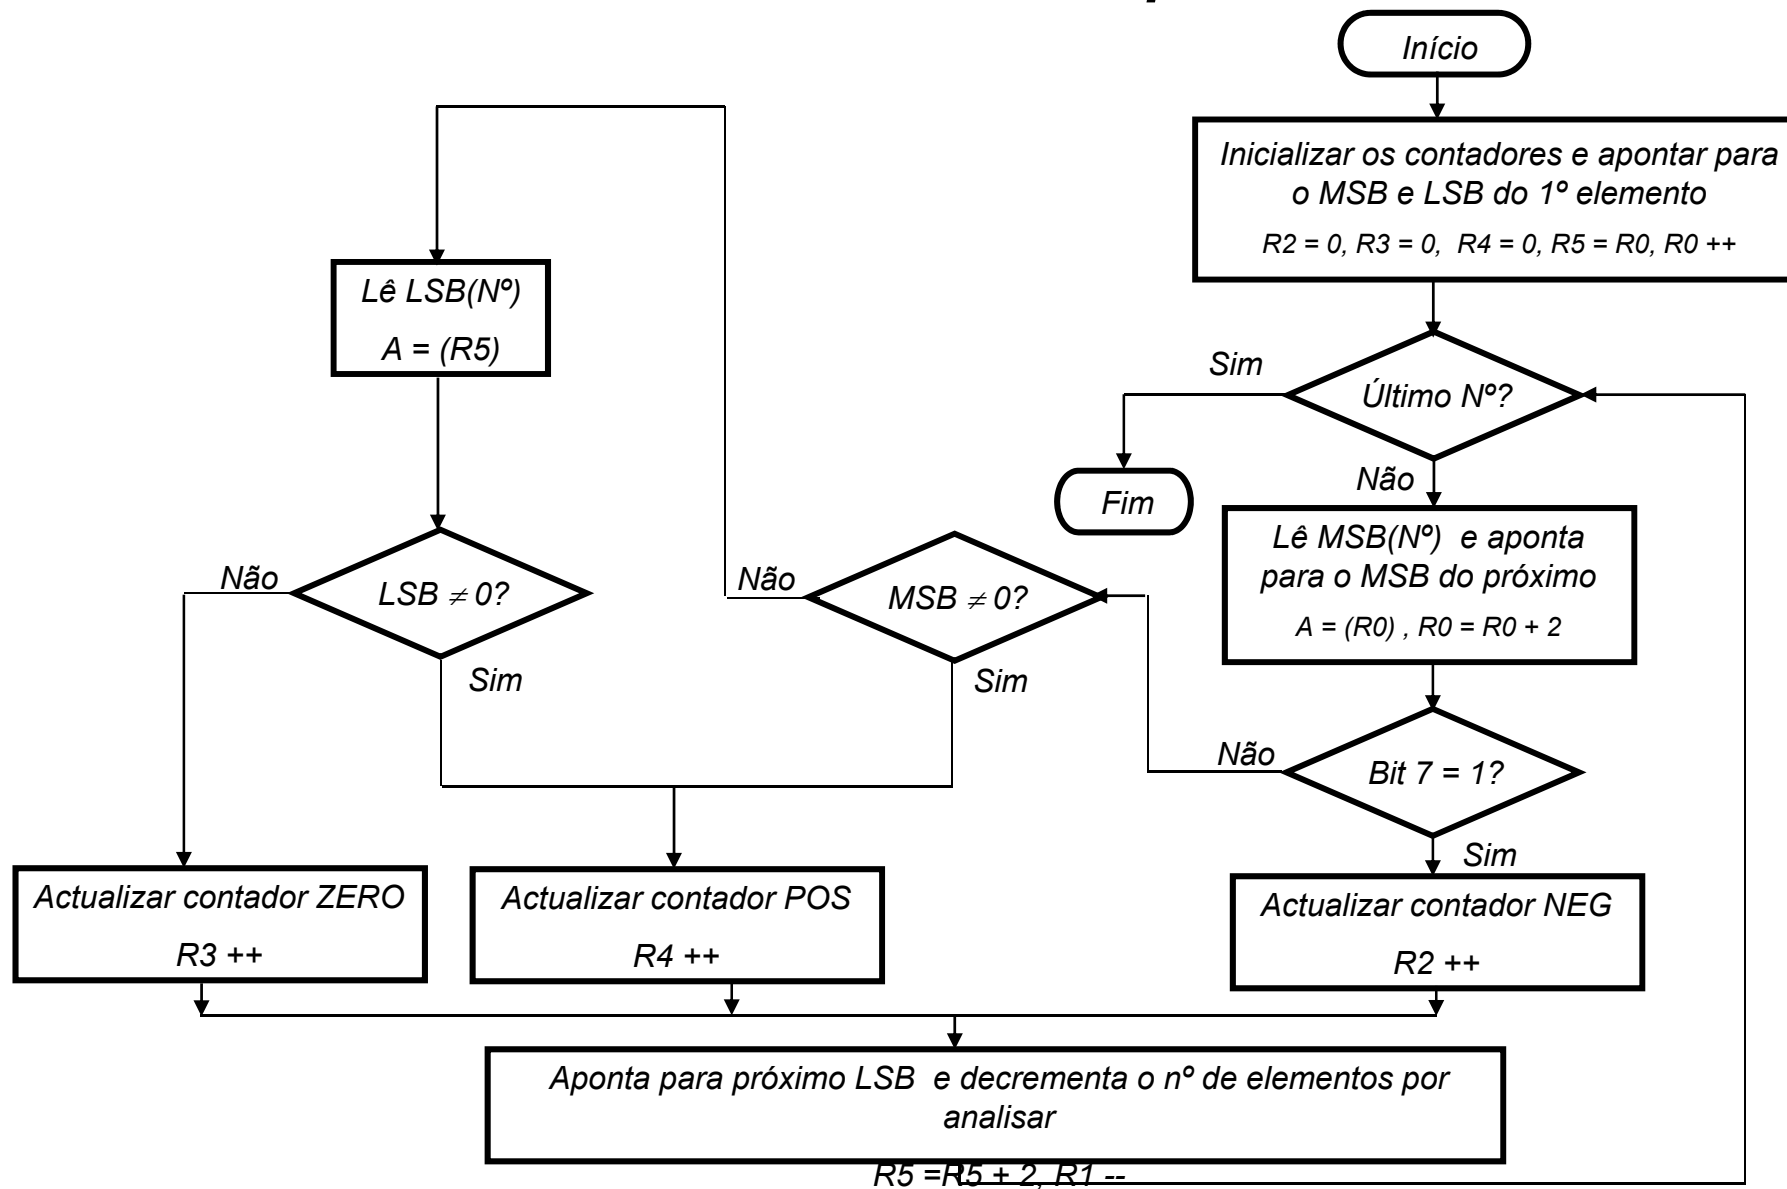 Início
Inicializar os contadores e apontar para
o MSB e LSB do 1º elemento
R2 = 0, R3 = 0, R4 = 0, R5 = R0, R0 ++
Sim
Último Nº?
Não
Fim
Lê MSB(Nº) e aponta
para o MSB do próximo
A = (R0) , R0 = R0 + 2
Bit 7 = 1?
Não
Sim
Actualizar contador NEG
R2 ++
MSB ≠ 0?
Não
Sim
Lê LSB(Nº)
A = (R5)
LSB ≠ 0?
Não
Sim
Actualizar contador ZERO
R3 ++
Actualizar contador POS
R4 ++
Aponta para próximo LSB e decrementa o nº de elementos por
analisar
R5 =R5 + 2, R1 --